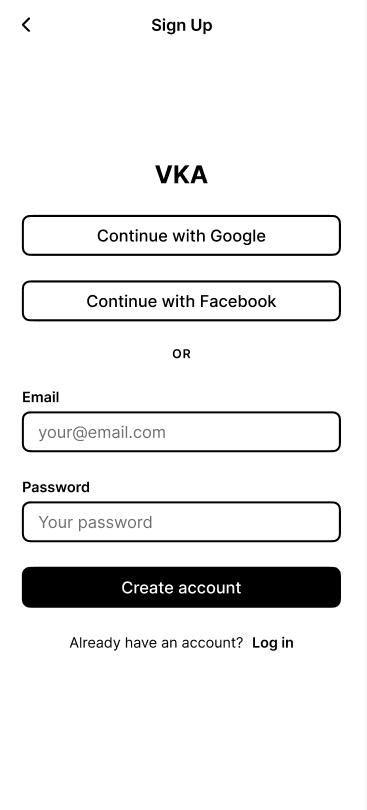 Sign Up
VKA
Continue with Google
Continue with Facebook
OR
Email
your@email.com
Password
Your password
Create account
Already have an account? Log in